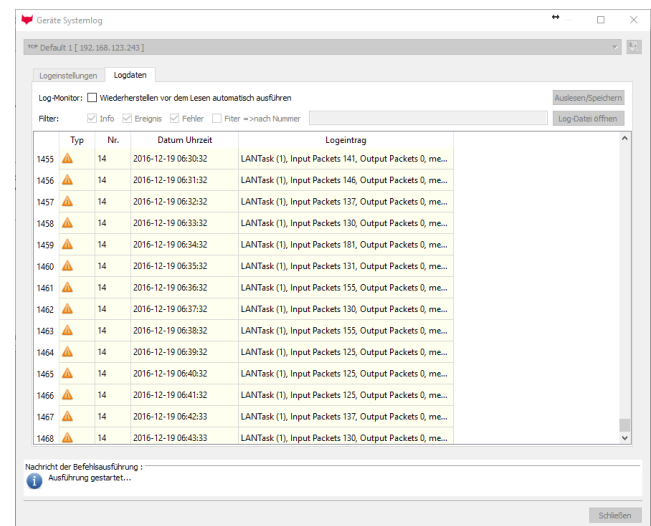 Geräte Systemlog
TCP Default 1 [ 192.168.123.243 ]
Logeinstellungen Logdaten
Log-Monitor: Wiederherstellen vor dem Lesen automatisch ausführen Auslesen/Speichern
Filter: Info Ereignis Fehler Fiter =>nach Nummer Log-Datei öffnen
Typ Nr. Datum Uhrzeit Logeintrag
1455 14 2016-12-19 06:30:32 LANTask (1), Input Packets 141, Output Packets 0, me...
1456 14 2016-12-19 06:31:32 LANTask (1), Input Packets 146, Output Packets 0, me...
1457 14 2016-12-19 06:32:32 LANTask (1), Input Packets 137, Output Packets 0, me...
1458 14 2016-12-19 06:33:32 LANTask (1), Input Packets 130, Output Packets 0, me...
1459 14 2016-12-19 06:34:32 LANTask (1), Input Packets 181, Output Packets 0, me...
1460 14 2016-12-19 06:35:32 LANTask (1), Input Packets 131, Output Packets 0, me...
1461 14 2016-12-19 06:36:32 LANTask (1), Input Packets 155, Output Packets 0, me...
1462 14 2016-12-19 06:37:32 LANTask (1), Input Packets 130, Output Packets 0, me...
1463 14 2016-12-19 06:38:32 LANTask (1), Input Packets 155, Output Packets 0, me...
1464 14 2016-12-19 06:39:32 LANTask (1), Input Packets 125, Output Packets 0, me...
1465 14 2016-12-19 06:40:32 LANTask (1), Input Packets 125, Output Packets 0, me...
1466 14 2016-12-19 06:41:32 LANTask (1), Input Packets 125, Output Packets 0, me...
1467 14 2016-12-19 06:42:33 LANTask (1), Input Packets 137, Output Packets 0, me...
1468 14 2016-12-19 06:43:33 LANTask (1), Input Packets 130, Output Packets 0, me...
Nachricht der Befehlsausführung :
Ausführung gestartet...
Schließen